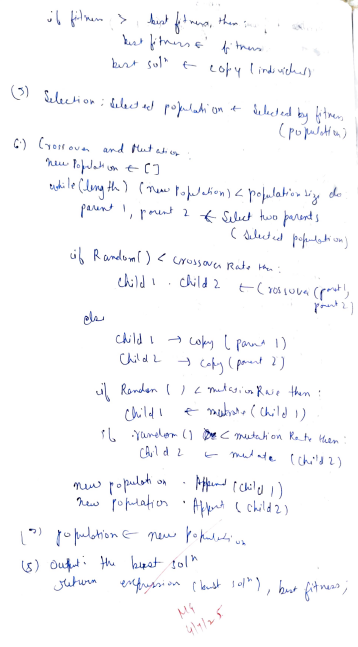 if fitness > best fitness, then:
best fitness ← fitness
best solⁿ ← copy (individual)
(5) Selection : Selected population ← Selected by fitness
(population)
6.) Crossover and Mutation :
new Population ← []
while (length) (new Population) < population size do
parent 1, parent 2 ← Select two parents
(Selected population)
if Random() < crossover Rate then :
child 1 . child 2 ← Crossover (parent 1,
parent 2)
else
child 1 → copy (parent 1)
Child 2 → copy (parent 2)
if Random () < mutation Rate then :
Child 1 ← mutate (Child 1)
if random () < mutation Rate then :
Child 2 ← mutate (Child 2)
new population . Append (child 1)
new population . Append (child 2)
(7) population ← new population
(8) Output : the best solⁿ
return expression (best solⁿ), best fitness;